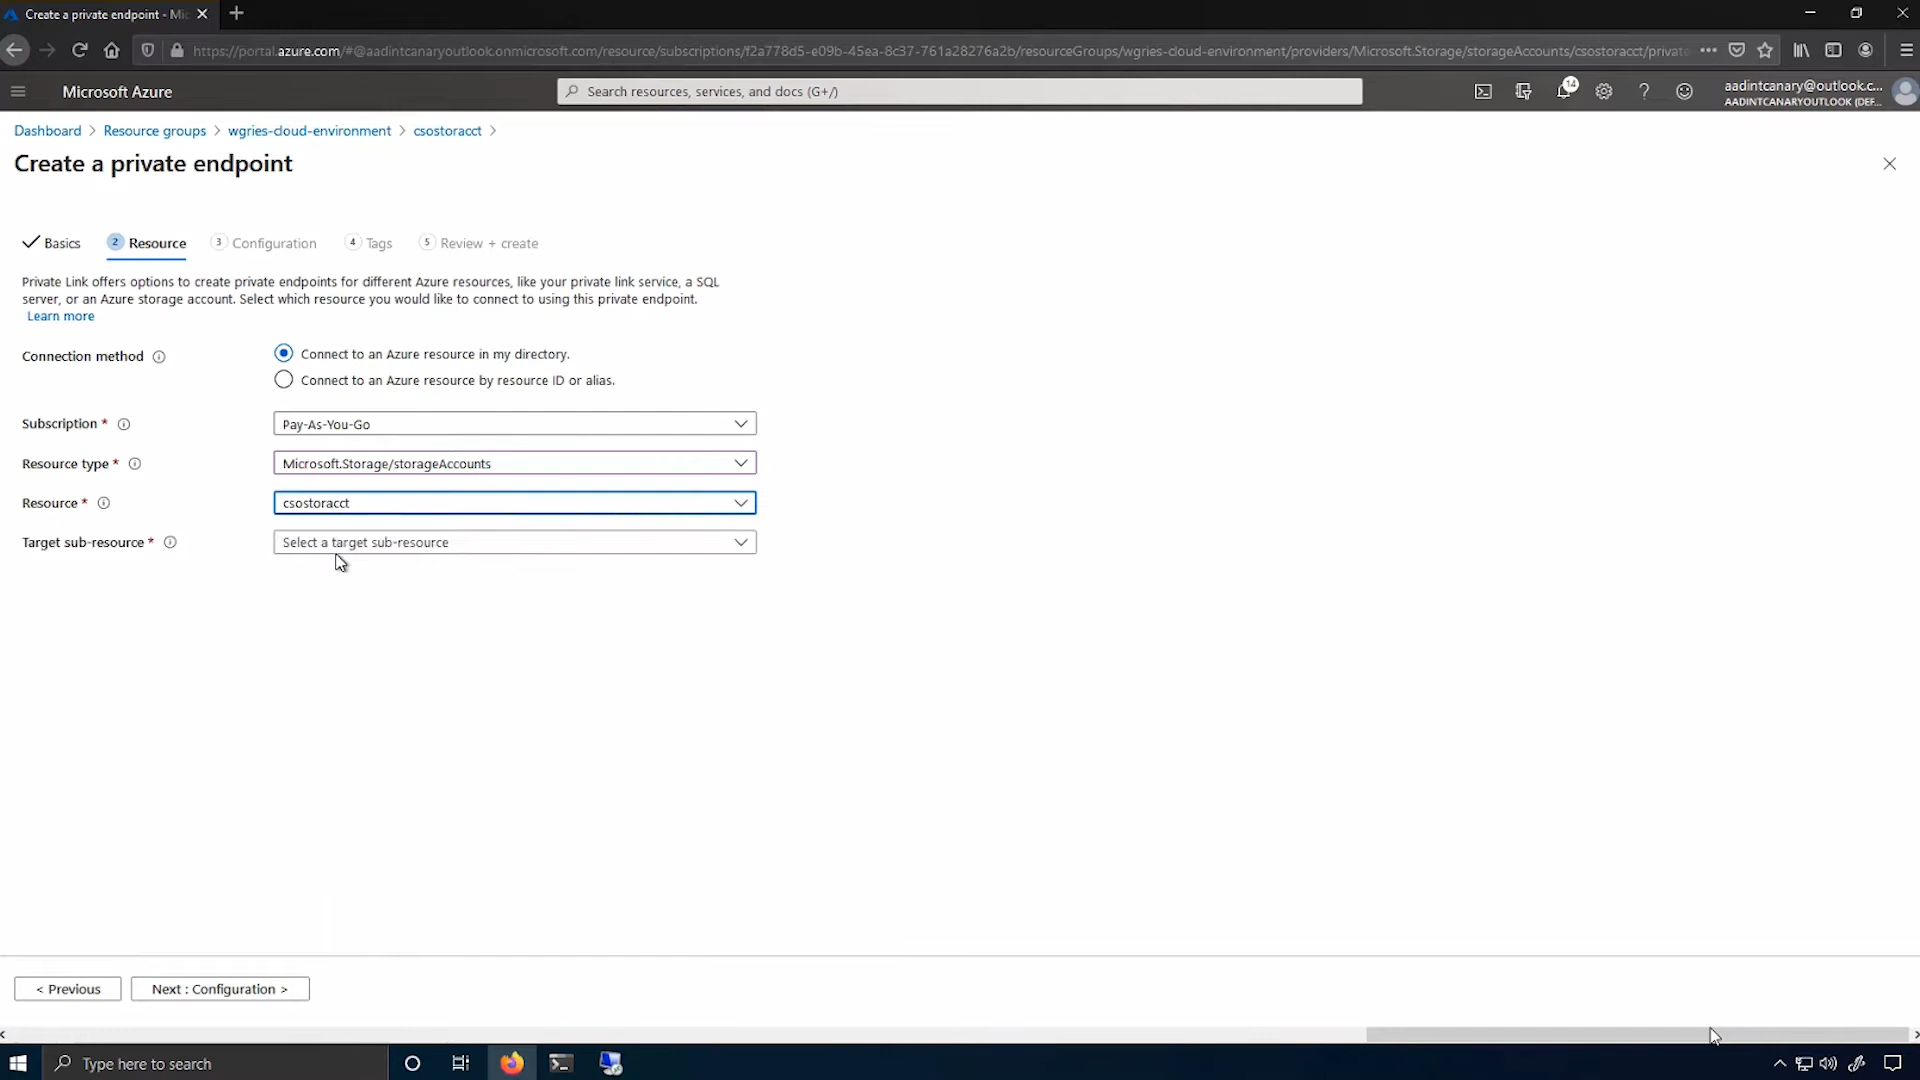 Create a private endpoint - Mic
https://portal.azure.com/#@aadintcanaryoutlook.onmicrosoft.com/resource/subscriptions/f2a778d5-e09b-45ea-8c37-761a28276a2b/resourceGroups/wgries-cloud-environment/providers/Microsoft.Storage/storageAccounts/csostoracct/privat
Microsoft Azure
Search resources, services, and docs (G+/)
14
aadintcanary@outlook.c...
AADINTCANARYOUTLOOK (DEF...
Dashboard > Resource groups > wgries-cloud-environment > csostoracct >
Create a private endpoint
Basics
2 Resource
3 Configuration
4 Tags
5 Review + create
Private Link offers options to create private endpoints for different Azure resources, like your private link service, a SQL
server, or an Azure storage account. Select which resource you would like to connect to using this private endpoint.
Learn more
Connection method
Connect to an Azure resource in my directory.
Connect to an Azure resource by resource ID or alias.
Subscription *
Pay-As-You-Go
Resource type *
Microsoft.Storage/storageAccounts
Resource *
csostoracct
Target sub-resource *
Select a target sub-resource
< Previous
Next : Configuration >
Type here to search